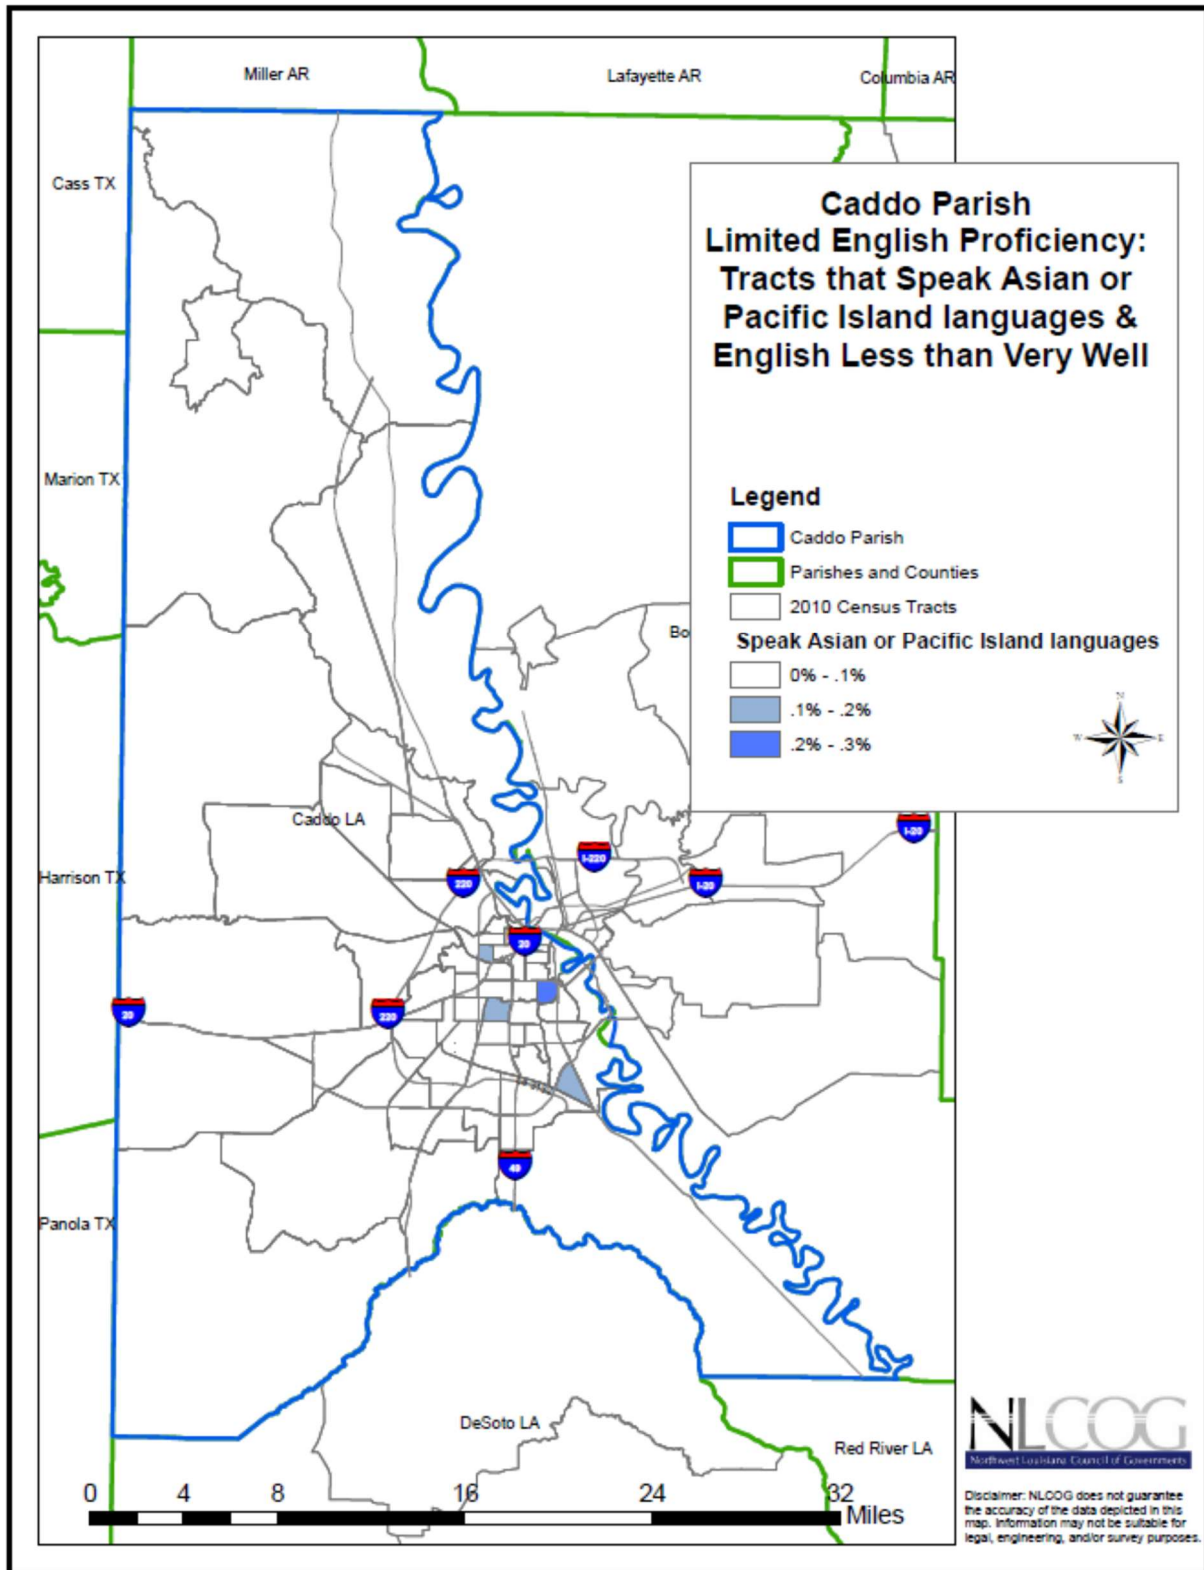 Miller AR
Lafayette AR
Columbia AR
Cass TX
Caddo Parish
Limited English Proficiency:
Tracts that Speak Asian or
Pacific Island languages &
English Less than Very Well
Marion TX
Legend
Caddo Parish
Parishes and Counties
2010 Census Tracts
Bo
Speak Asian or Pacific Island languages
0% - .1%
.1% - .2%
.2% - .3%
N
W
E
S
Caddo LA
I-20
I-220
220
I-20
Harrison TX
20
20
220
49
Panola TX
DeSoto LA
Red River LA
0 4 8 16 24 32
Miles
NLCOG
Northwest Louisiana Council of Governments
Disclaimer: NLCOG does not guarantee
the accuracy of the data depicted in this
map. Information may not be suitable for
legal, engineering, and/or survey purposes.